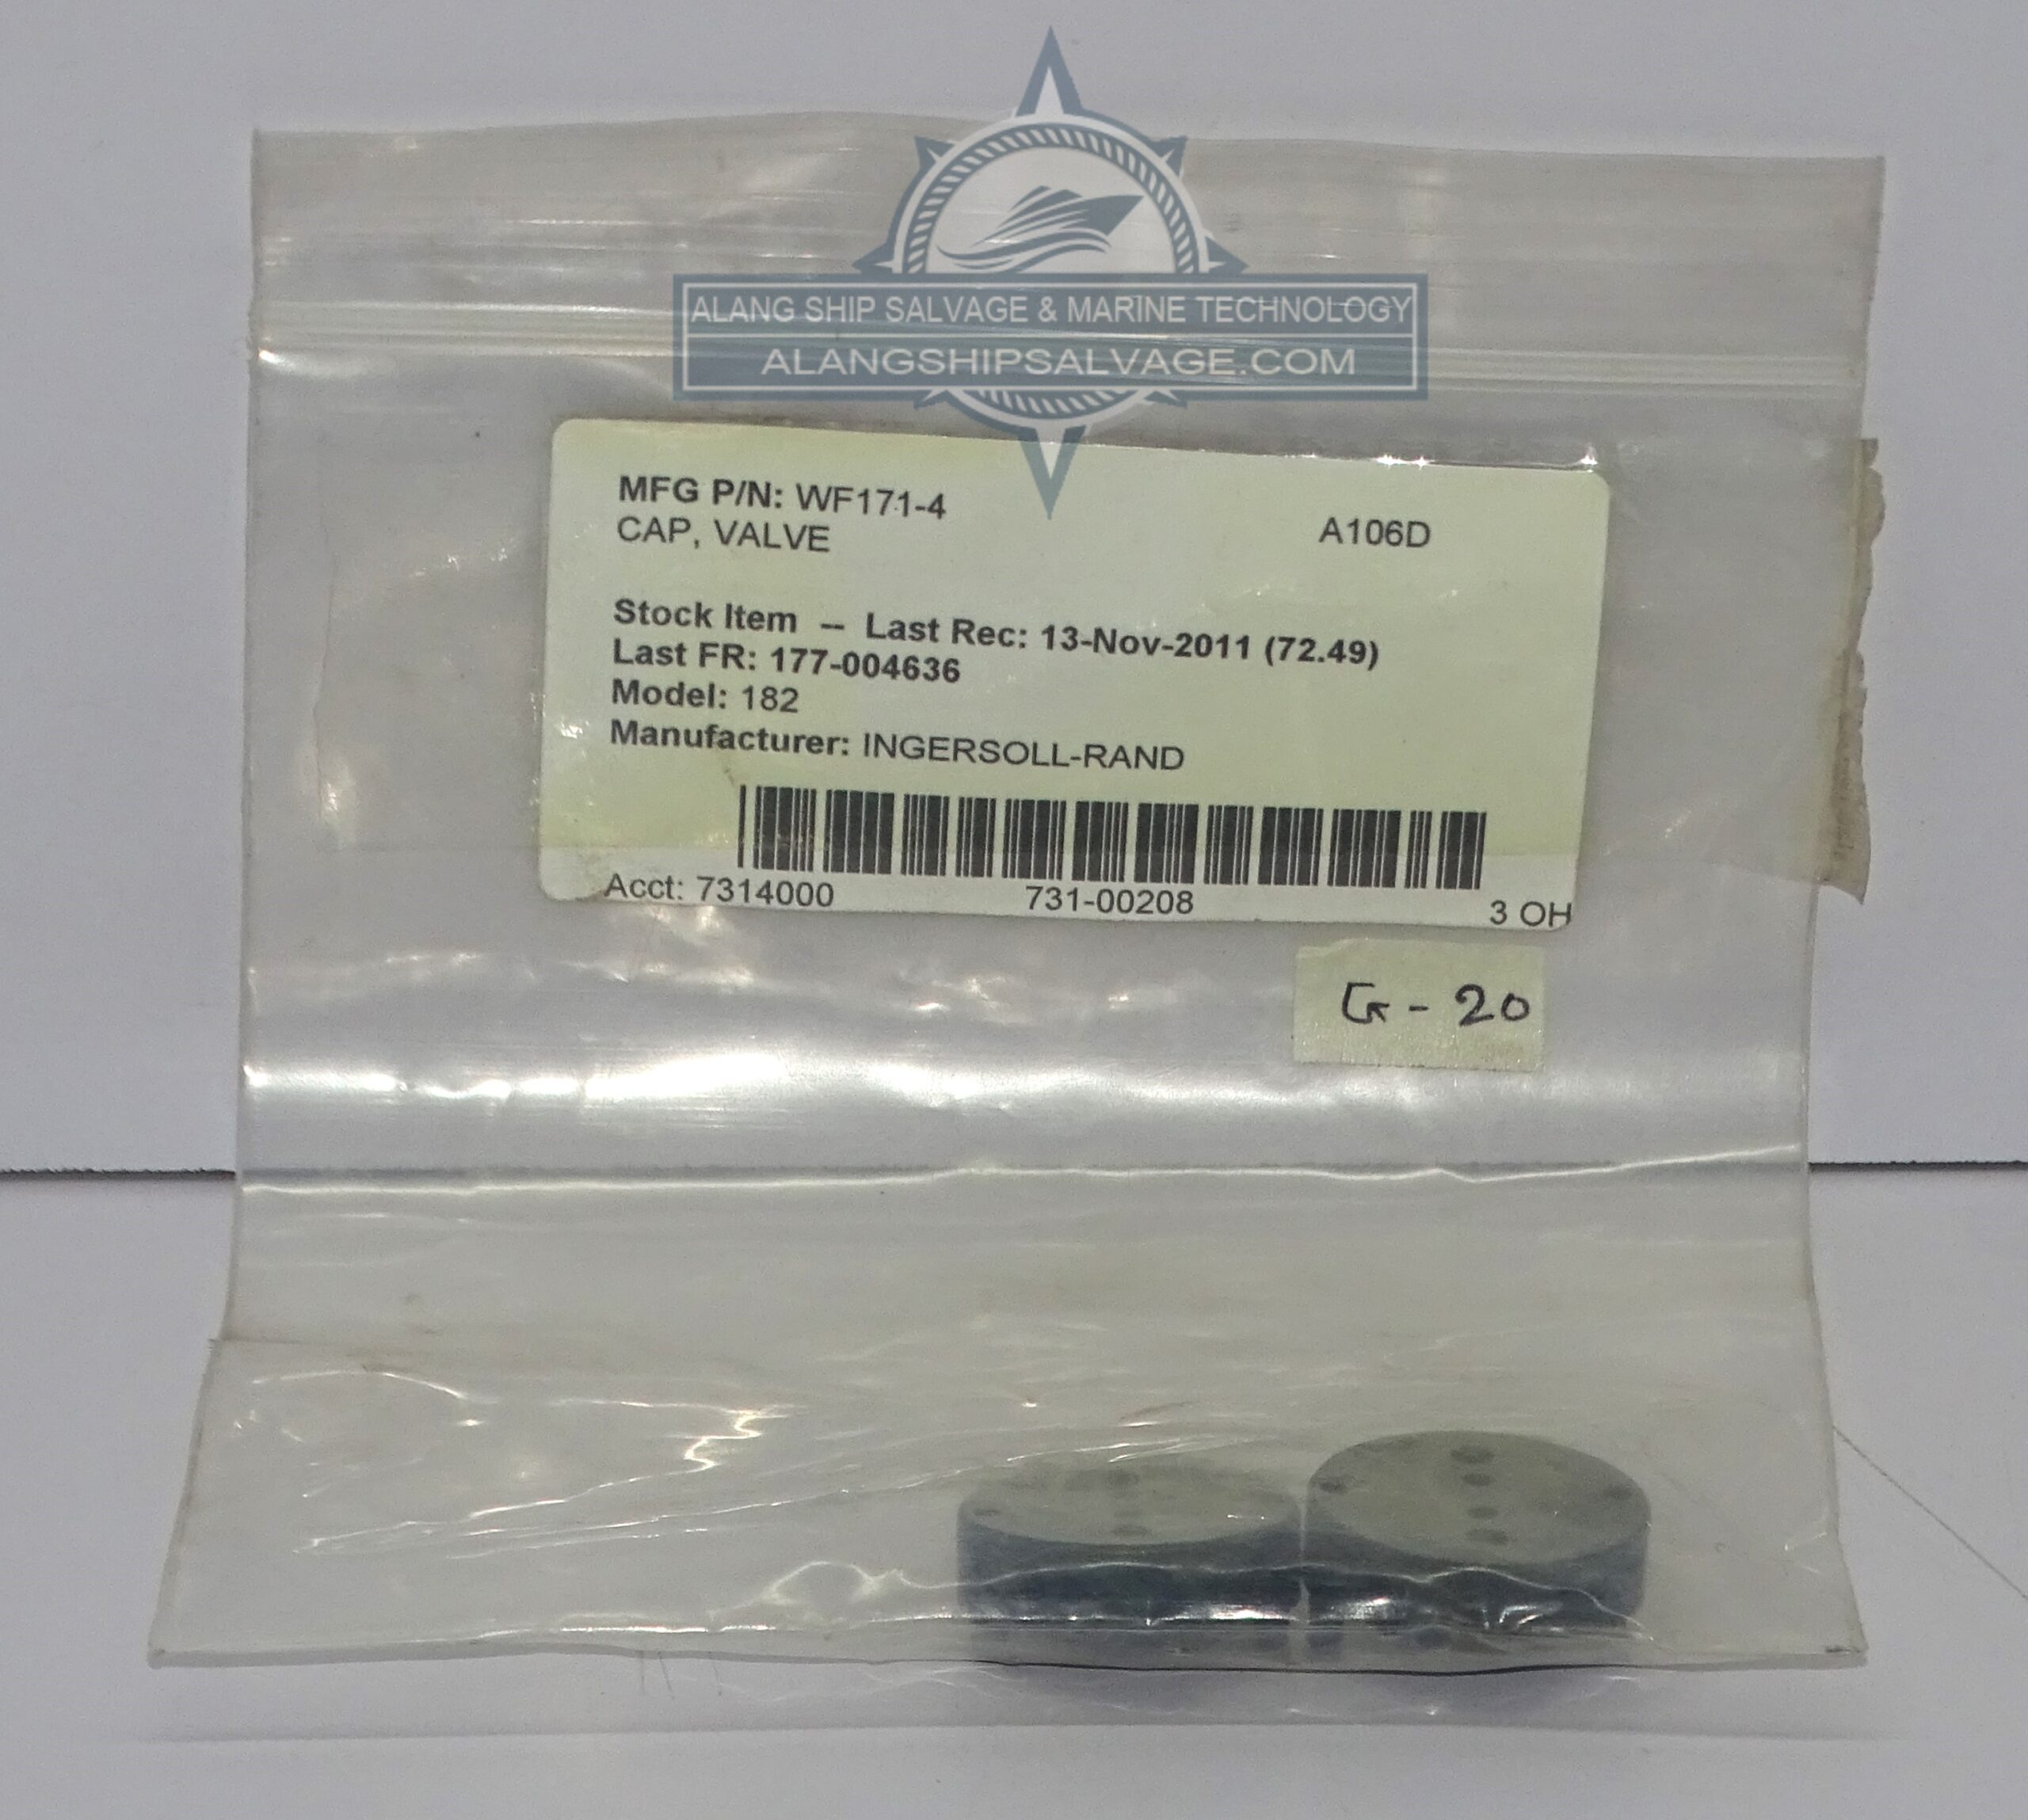 ALANG SHIP SALVAGE & MARINE TECHNOLOGY
ALANGSHIPSALVAGE.COM
MFG P/N: WF171-4
CAP, VALVE A106D
Stock Item -- Last Rec: 13-Nov-2011 (72.49)
Last FR: 177-004636
Model: 182
Manufacturer: INGERSOLL-RAND
Acct: 7314000 731-00208 3 OH
G - 20